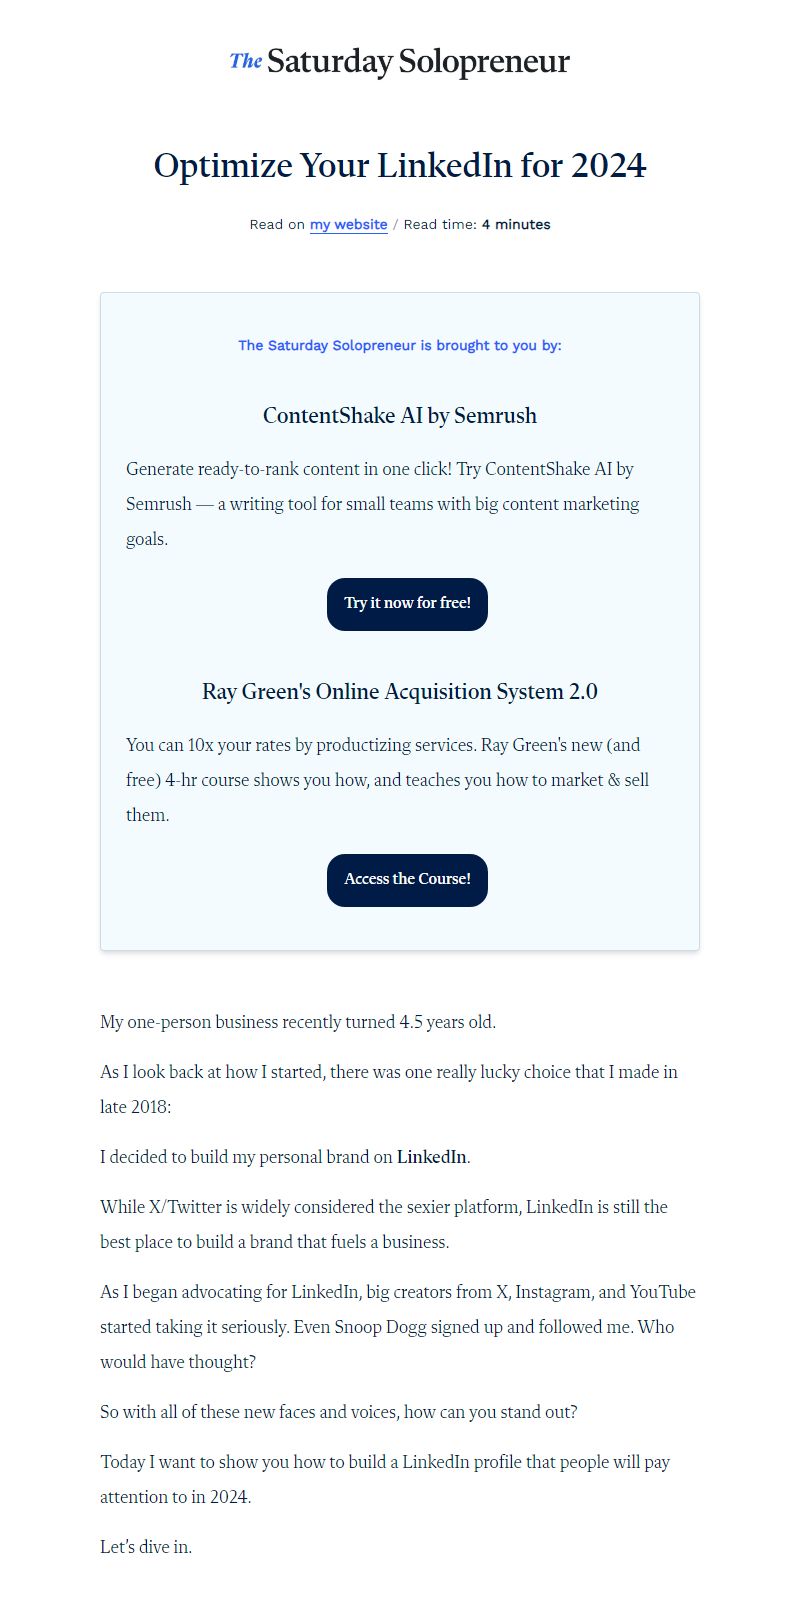 The Saturday Solopreneur
Optimize Your LinkedIn for 2024
Read on my website / Read time: 4 minutes
The Saturday Solopreneur is brought to you by:
ContentShake AI by Semrush
Generate ready-to-rank content in one click! Try ContentShake AI by
Semrush — a writing tool for small teams with big content marketing
goals.
Try it now for free!
Ray Green's Online Acquisition System 2.0
You can 10x your rates by productizing services. Ray Green's new (and
free) 4-hr course shows you how, and teaches you how to market & sell
them.
Access the Course!
My one-person business recently turned 4.5 years old.
As I look back at how I started, there was one really lucky choice that I made in
late 2018:
I decided to build my personal brand on LinkedIn.
While X/Twitter is widely considered the sexier platform, LinkedIn is still the
best place to build a brand that fuels a business.
As I began advocating for LinkedIn, big creators from X, Instagram, and YouTube
started taking it seriously. Even Snoop Dogg signed up and followed me. Who
would have thought?
So with all of these new faces and voices, how can you stand out?
Today I want to show you how to build a LinkedIn profile that people will pay
attention to in 2024.
Let’s dive in.